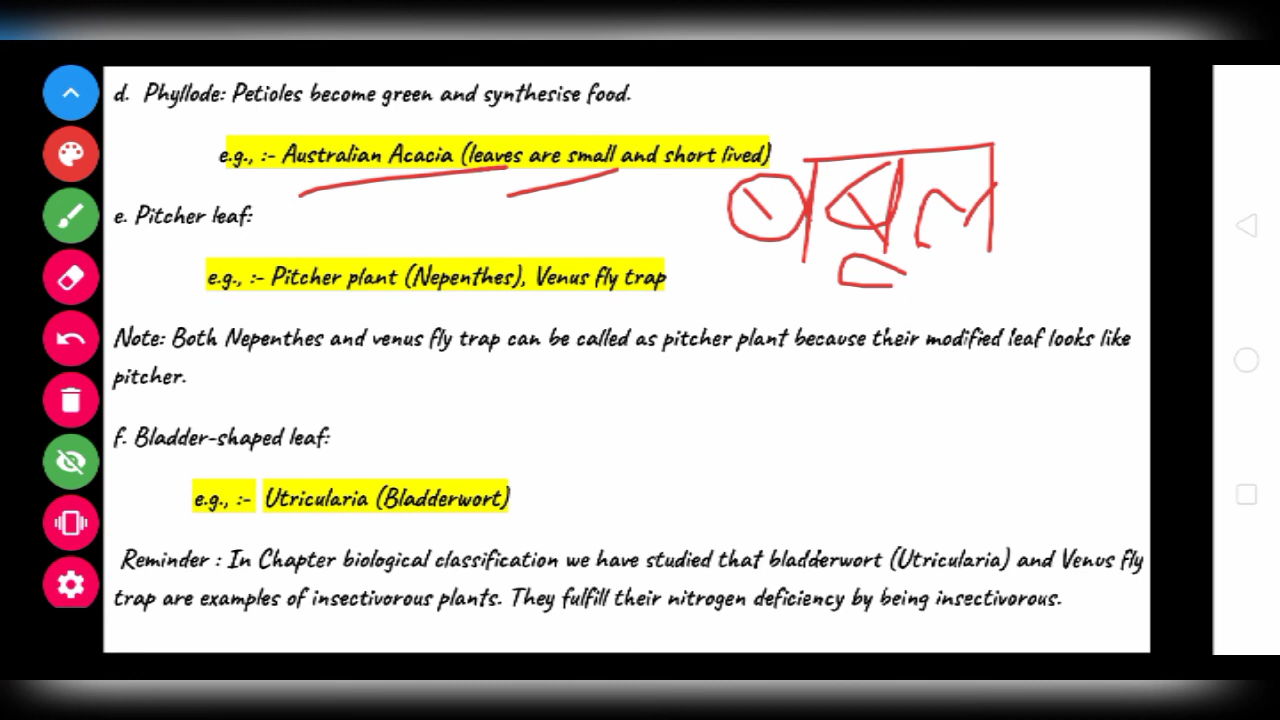 d. Phyllode: Petioles become green and synthesise food.
e.g., :- Australian Acacia (leaves are small and short lived)
बबूल
e. Pitcher leaf:
e.g., :- Pitcher plant (Nepenthes), Venus fly trap
Note: Both Nepenthes and venus fly trap can be called as pitcher plant because their modified leaf looks like
pitcher.
f. Bladder-shaped leaf:
e.g., :- Utricularia (Bladderwort)
Reminder : In Chapter biological classification we have studied that bladderwort (Utricularia) and Venus fly
trap are examples of insectivorous plants. They fulfill their nitrogen deficiency by being insectivorous.